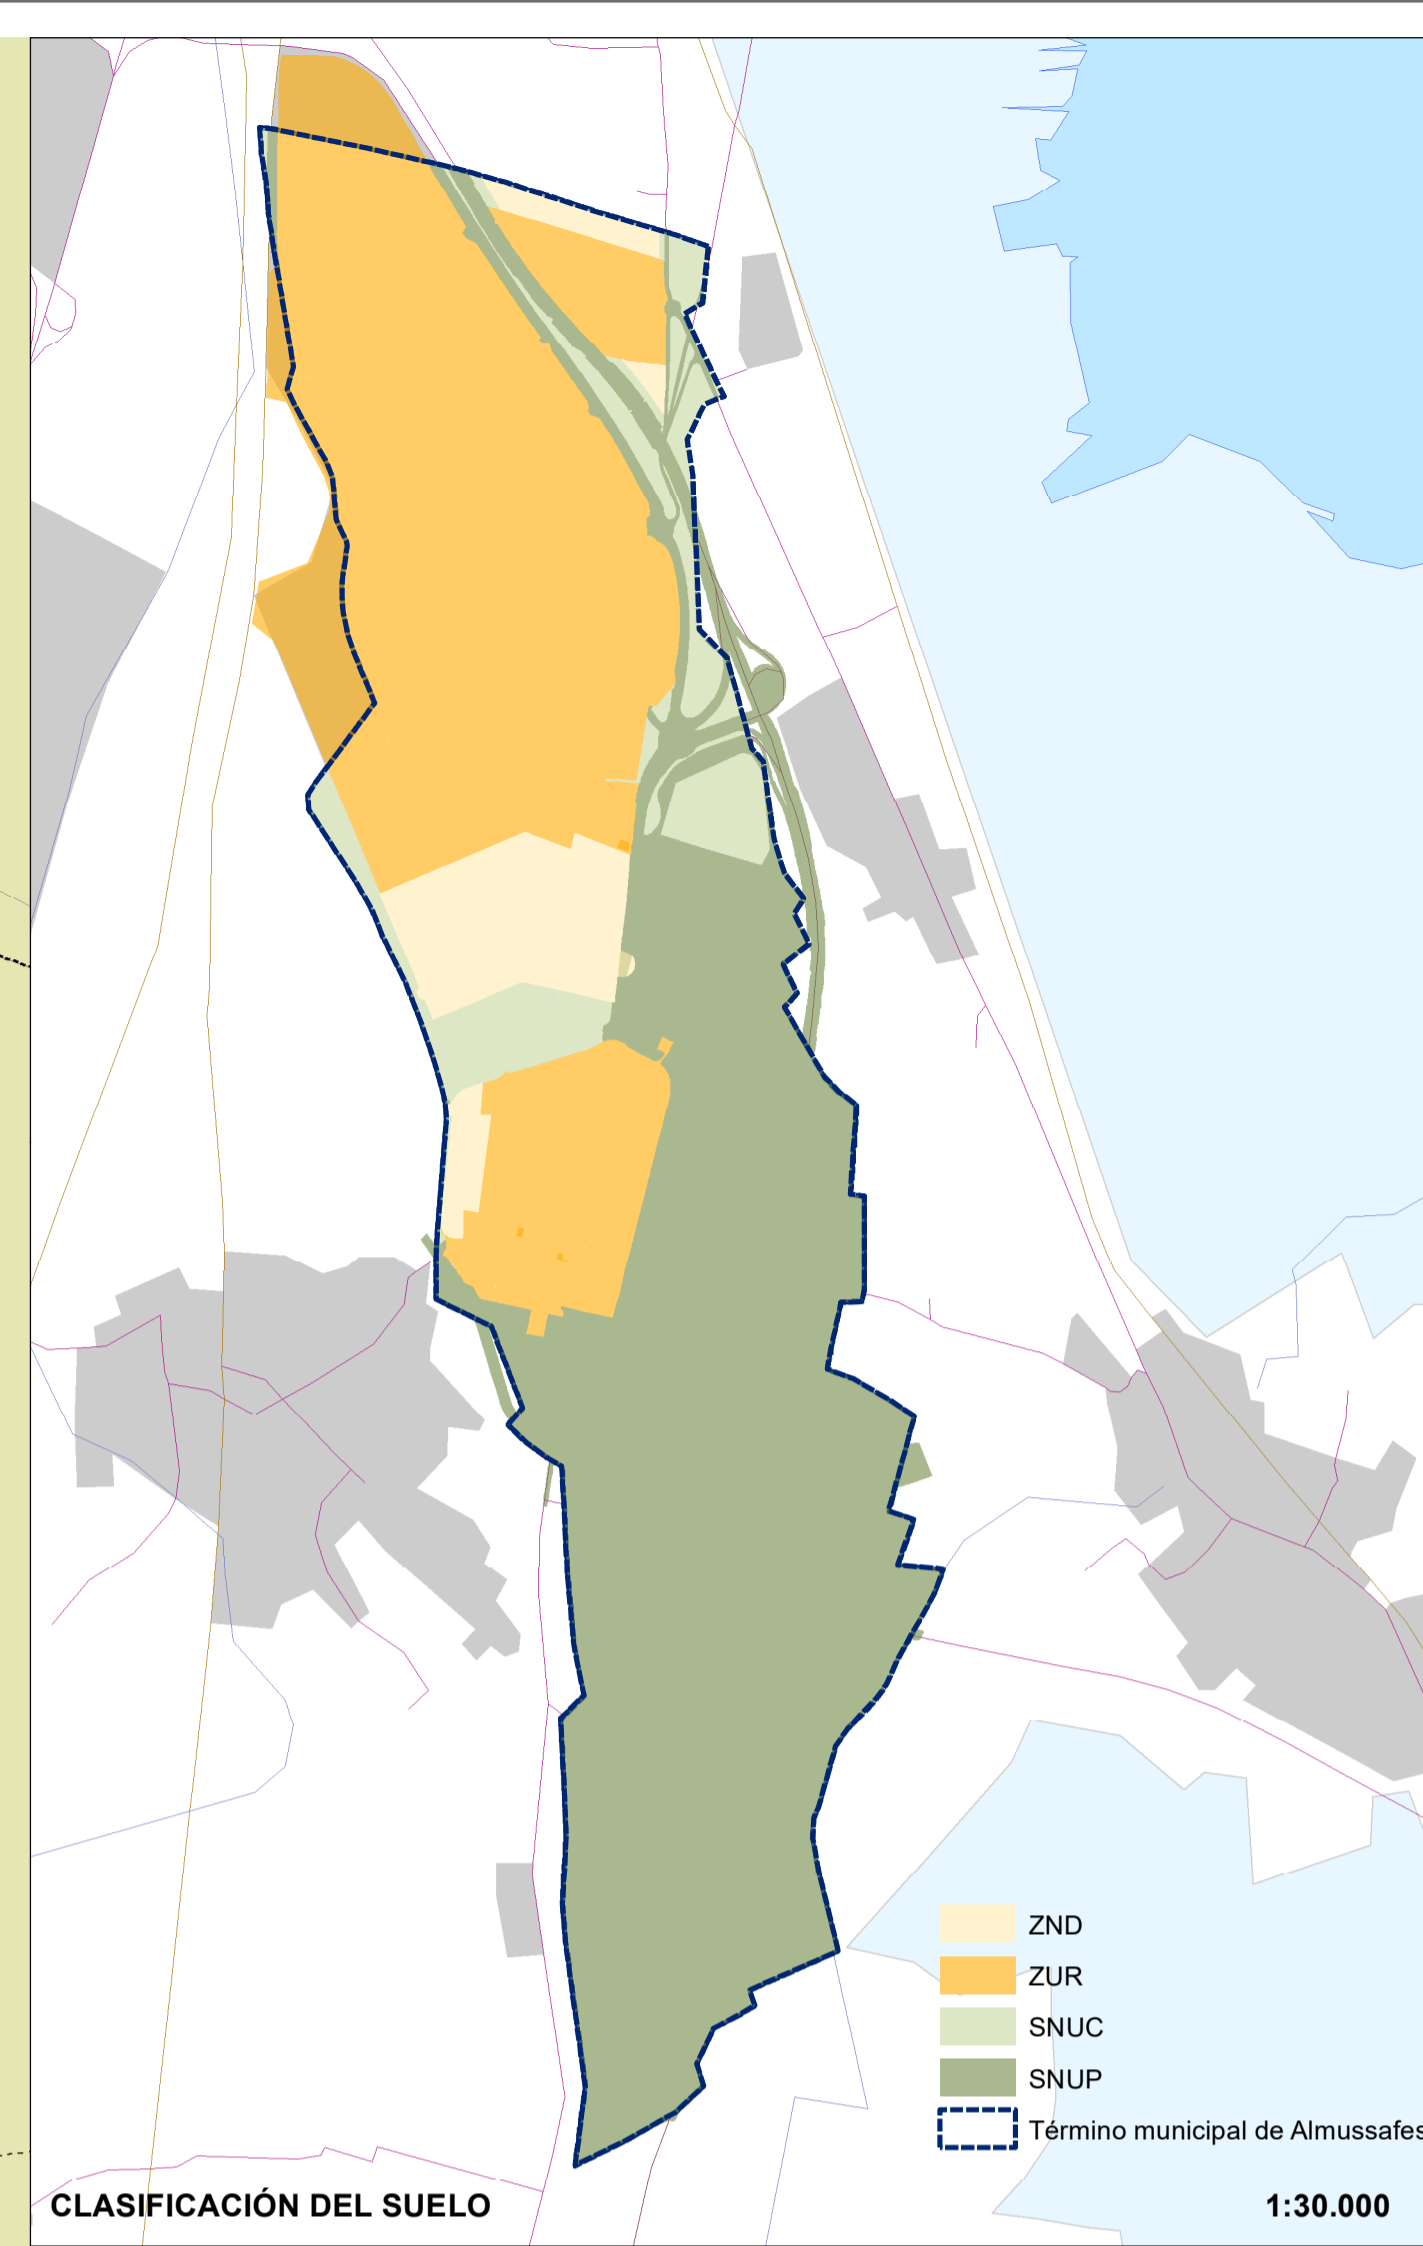 ZND
ZUR
SNUC
SNUP
Término municipal de Almussafes
CLASIFICACIÓN DEL SUELO
1:30.000